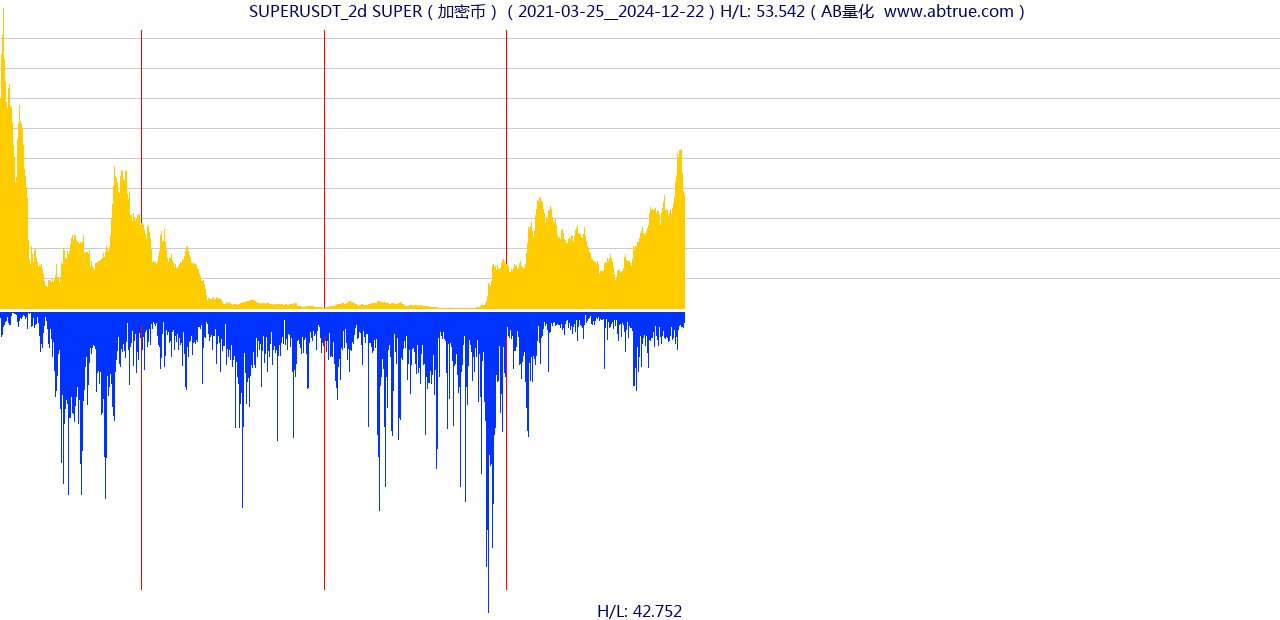 SUPERUSDT_2d SUPER ( 加密币 ) ( 2021-03-25__2024-12-22 ) H/L: 53.542 ( AB量化  www.abtrue.com )
H/L: 42.752